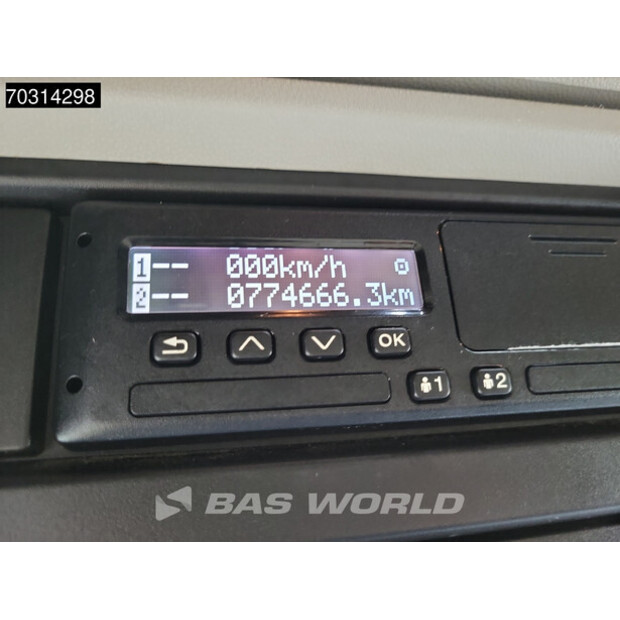 70314298
1-- 000km/h
2-- 0774666.3km
OK
1 2
BAS WORLD